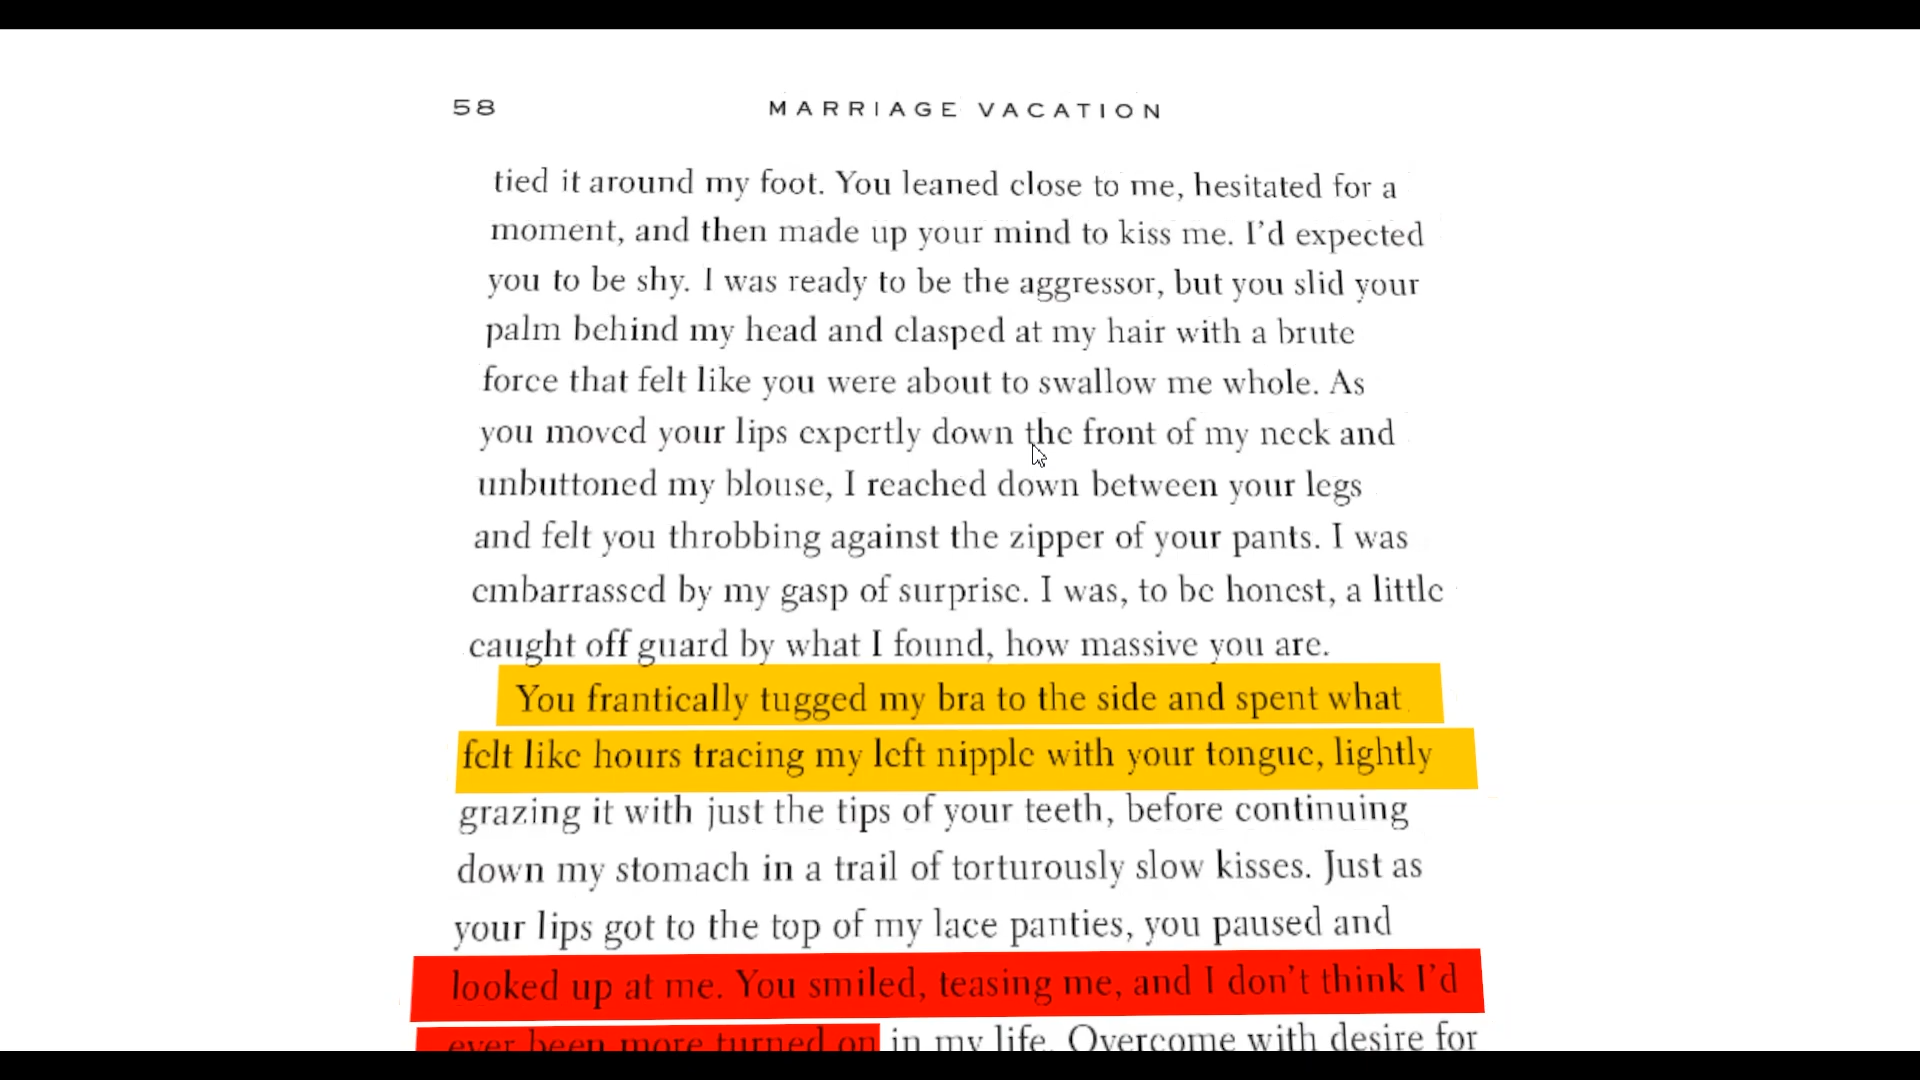 58
MARRIAGE VACATION
tied it around my foot. You leaned close to me, hesitated for a
moment, and then made up your mind to kiss me. I'd expected
you to be shy. I was ready to be the aggressor, but you slid your
palm behind my head and clasped at my hair with a brute
force that felt like you were about to swallow me whole. As
you moved your lips expertly down the front of my neck and
unbuttoned my blouse, I reached down between your legs
and felt you throbbing against the zipper of your pants. I was
embarrassed by my gasp of surprise. I was, to be honest, a little
caught off guard by what I found, how massive you are.
You frantically tugged my bra to the side and spent what
felt like hours tracing my left nipple with your tongue, lightly
grazing it with just the tips of your teeth, before continuing
down my stomach in a trail of torturously slow kisses. Just as
your lips got to the top of my lace panties, you paused and
looked up at me. You smiled, teasing me, and I don't think I'd
ever been more turned on in my life. Overcome with desire for